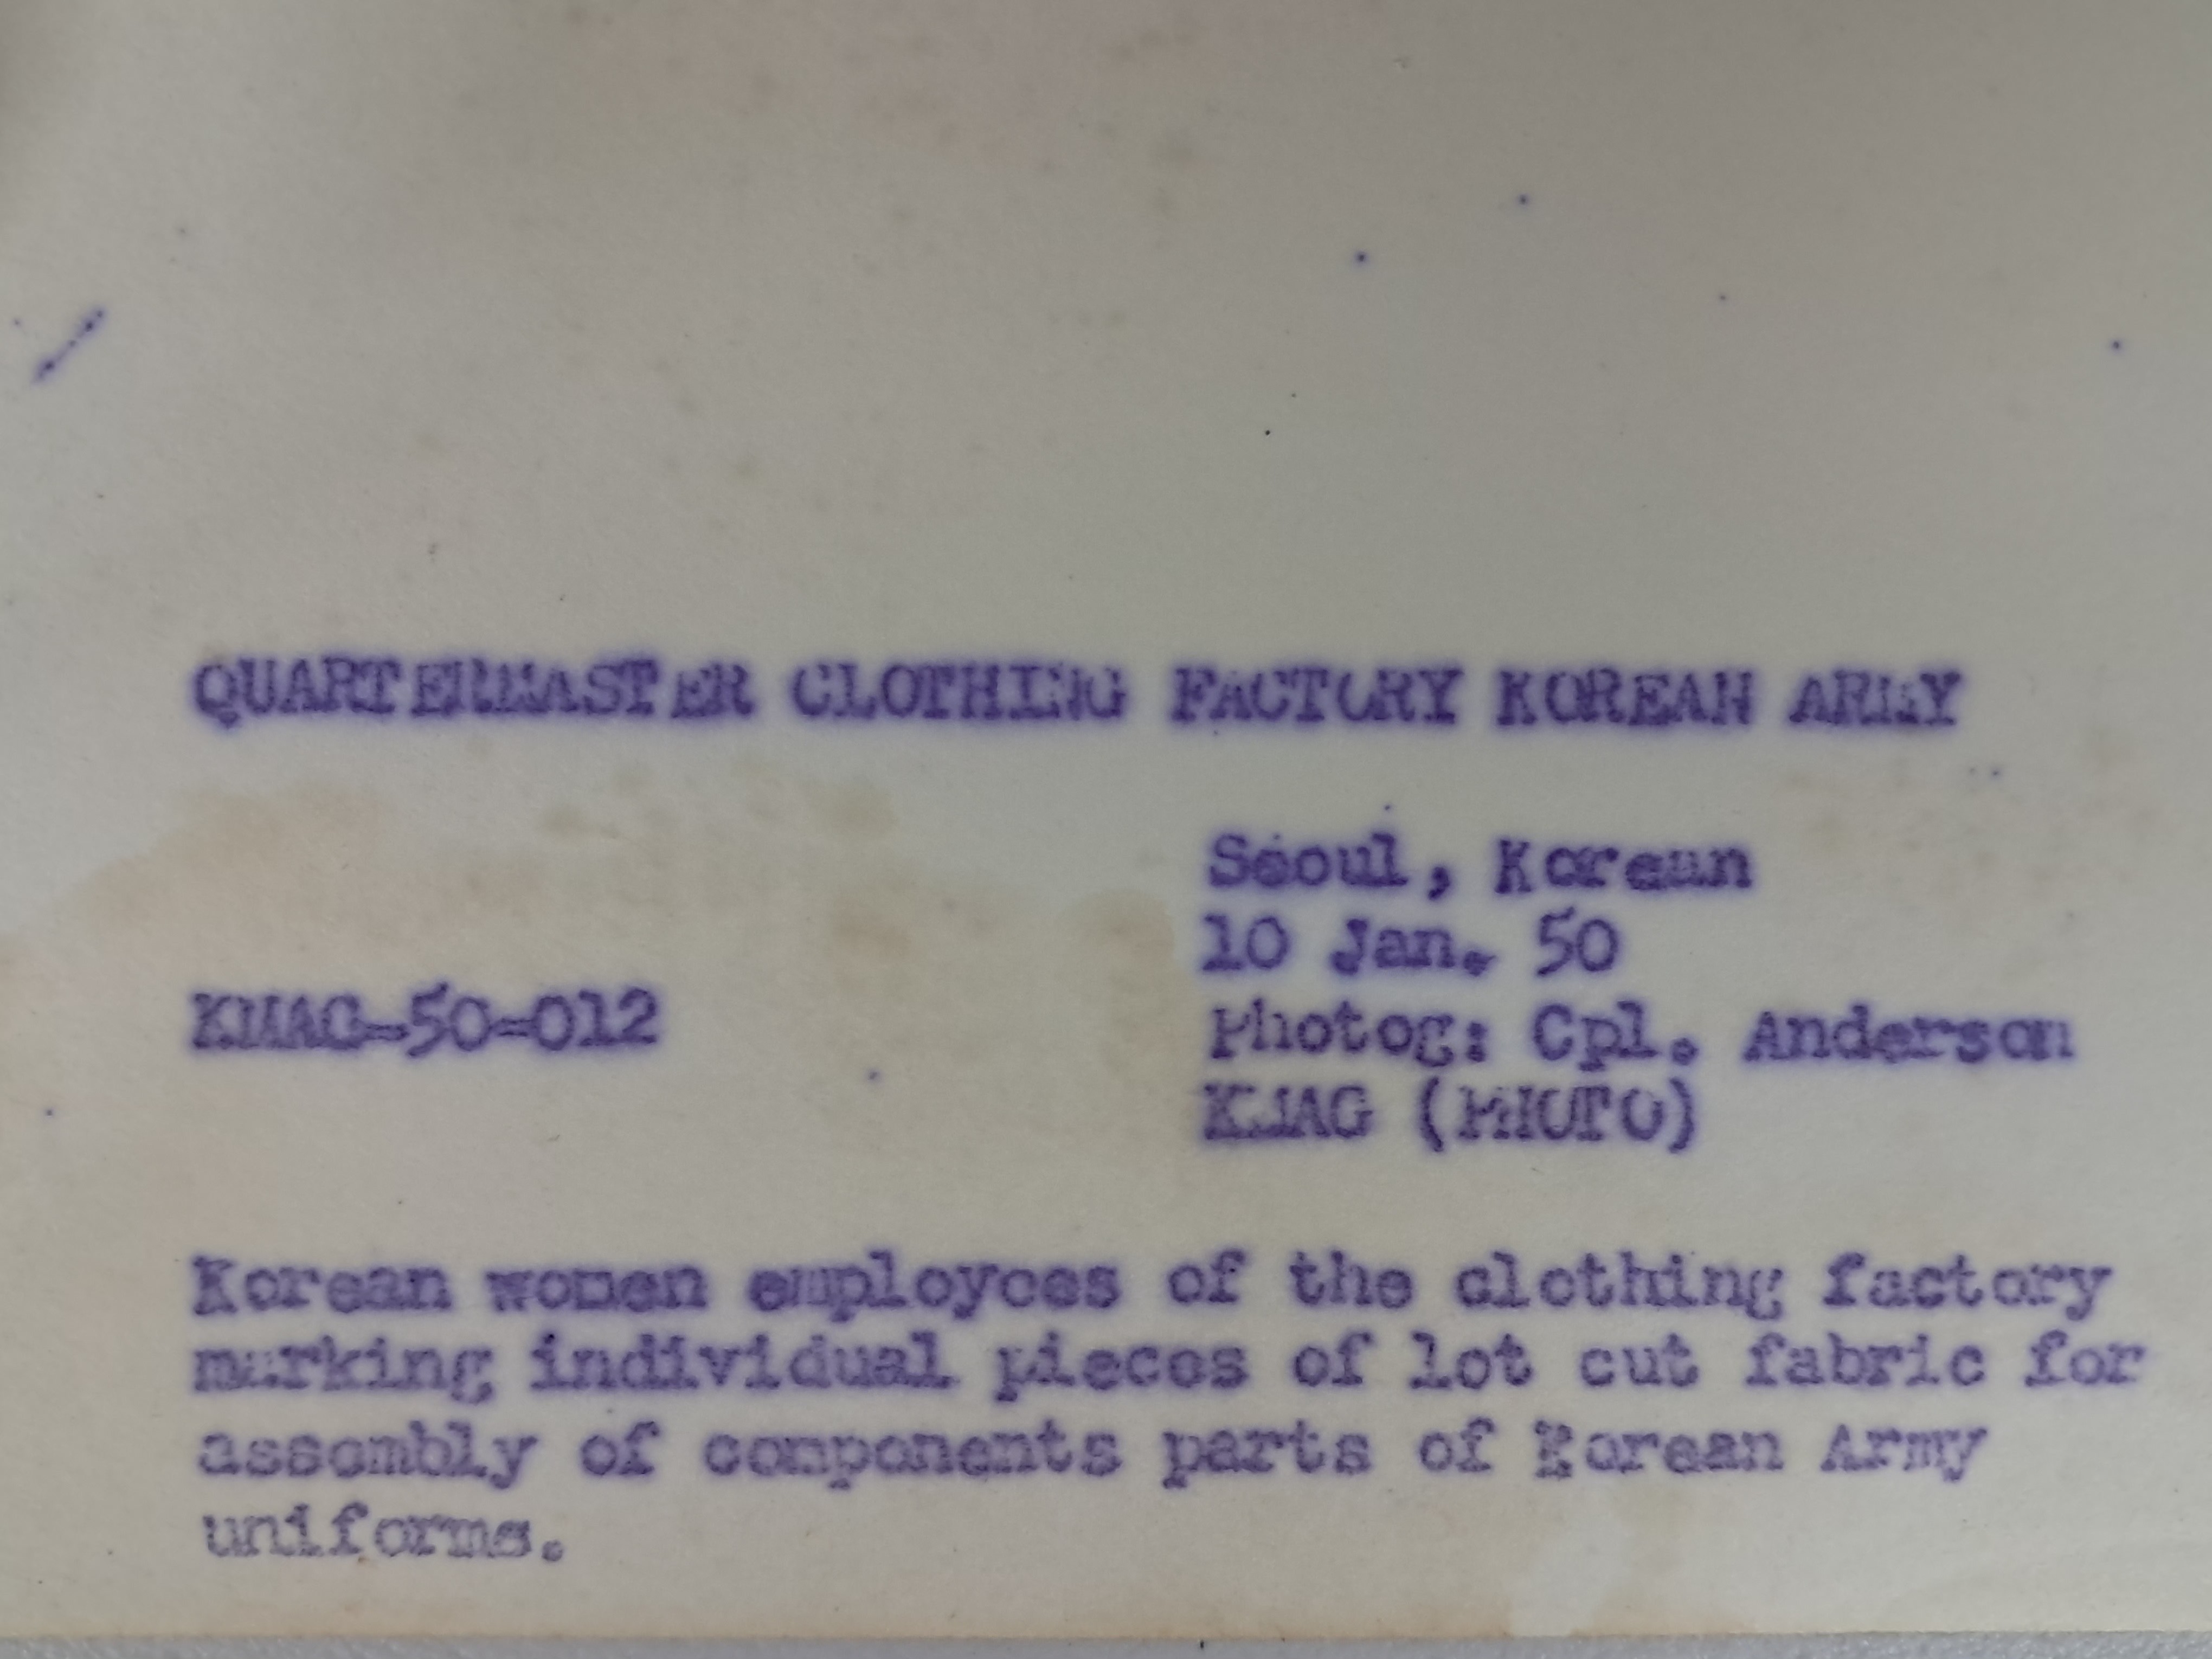 QUARTERMASTER CLOTHING FACTORY KOREAN ARMY
Seoul, Korean
10 Jan. 50
KMAG-50-012
Photog: Cpl. Anderson
KMAG (PHOTO)
Korean women employees of the clothing factory
marking individual pieces of lot cut fabric for
assembly of components parts of Korean Army
uniforms.